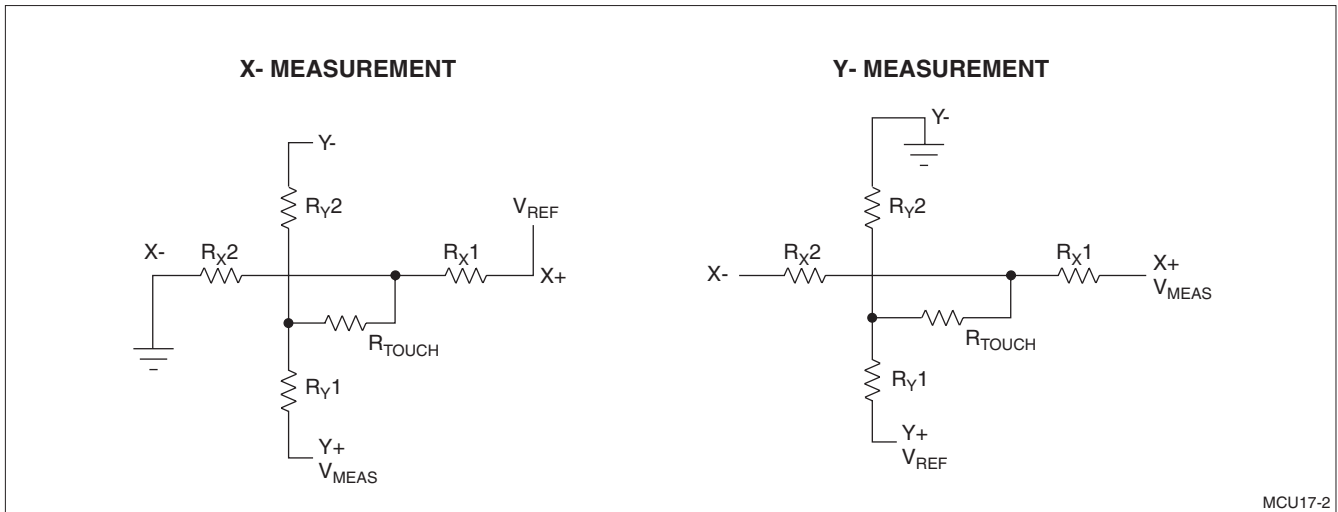 X- MEASUREMENT
Y-
RY2
VREF
X-
RX2
RX1
X+
RTOUCH
RY1
Y+
VMEAS
Y- MEASUREMENT
Y-
RY2
X-
RX2
RX1
X+
VMEAS
RTOUCH
RY1
Y+
VREF
MCU17-2